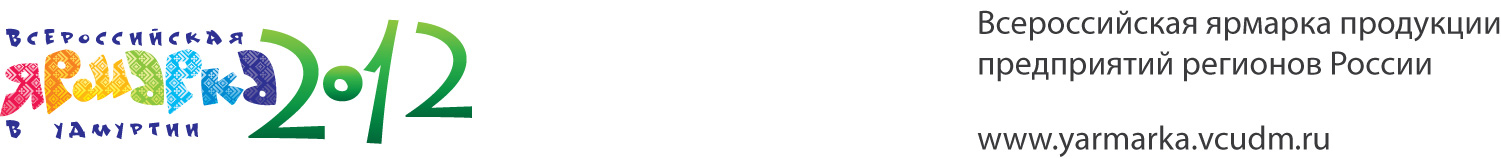 ВСЕРОССИЙСКАЯ
ЯРМАРКА 2012
В УДМУРТИИ
Всероссийская ярмарка продукции
предприятий регионов России
www.yarmarka.vcudm.ru